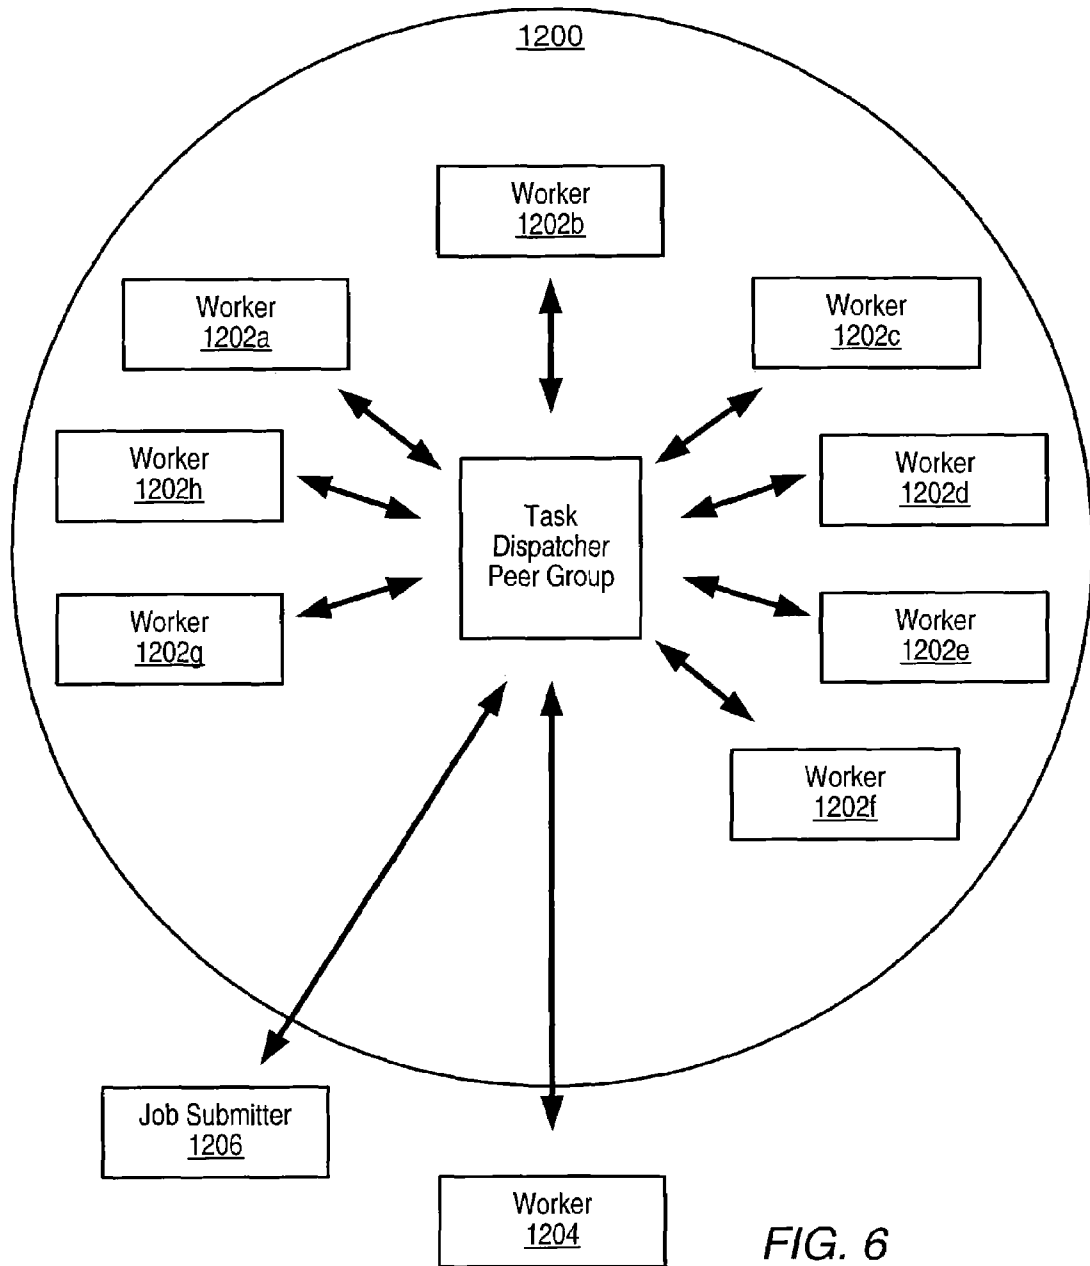 1200
Worker
1202b
Worker
1202a
Worker
1202c
Worker
1202h
Worker
1202d
Task
Dispatcher
Peer Group
Worker
1202g
Worker
1202e
Worker
1202f
Job Submitter
1206
Worker
1204
FIG. 6